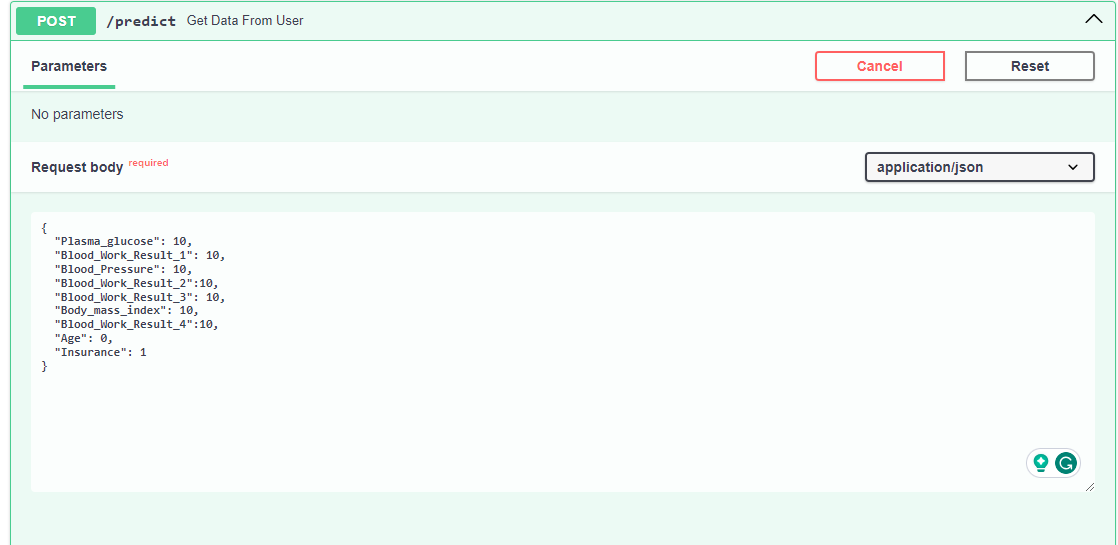 POST /predict Get Data From User
Parameters Cancel Reset
No parameters
Request body required application/json
{
  "Plasma_glucose": 10,
  "Blood_Work_Result_1": 10,
  "Blood_Pressure": 10,
  "Blood_Work_Result_2":10,
  "Blood_Work_Result_3": 10,
  "Body_mass_index": 10,
  "Blood_Work_Result_4":10,
  "Age": 0,
  "Insurance": 1
}